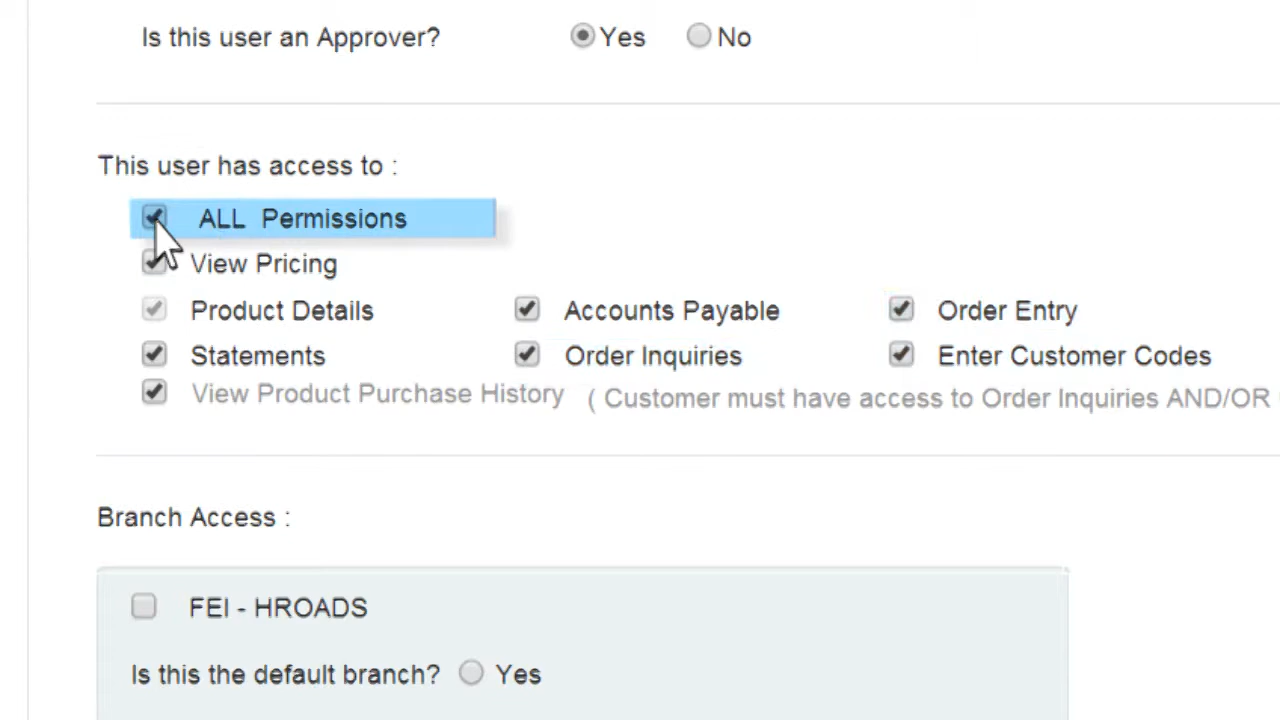 Is this user an Approver? Yes No
This user has access to :
ALL Permissions
View Pricing
Product Details Accounts Payable Order Entry
Statements Order Inquiries Enter Customer Codes
View Product Purchase History ( Customer must have access to Order Inquiries AND/OR
Branch Access :
FEI - HROADS
Is this the default branch? Yes